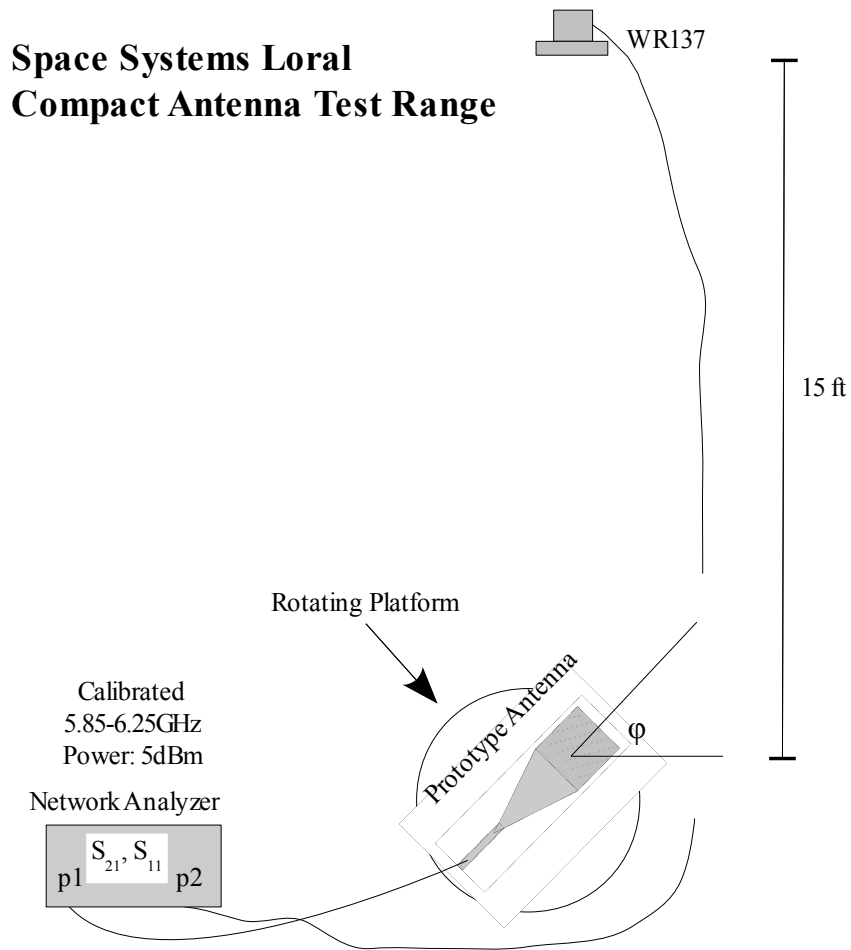 Space Systems Loral
Compact Antenna Test Range
WR137
15 ft
Rotating Platform
Prototype Antenna
φ
Calibrated
5.85-6.25GHz
Power: 5dBm
Network Analyzer
S21, S11
p1 p2